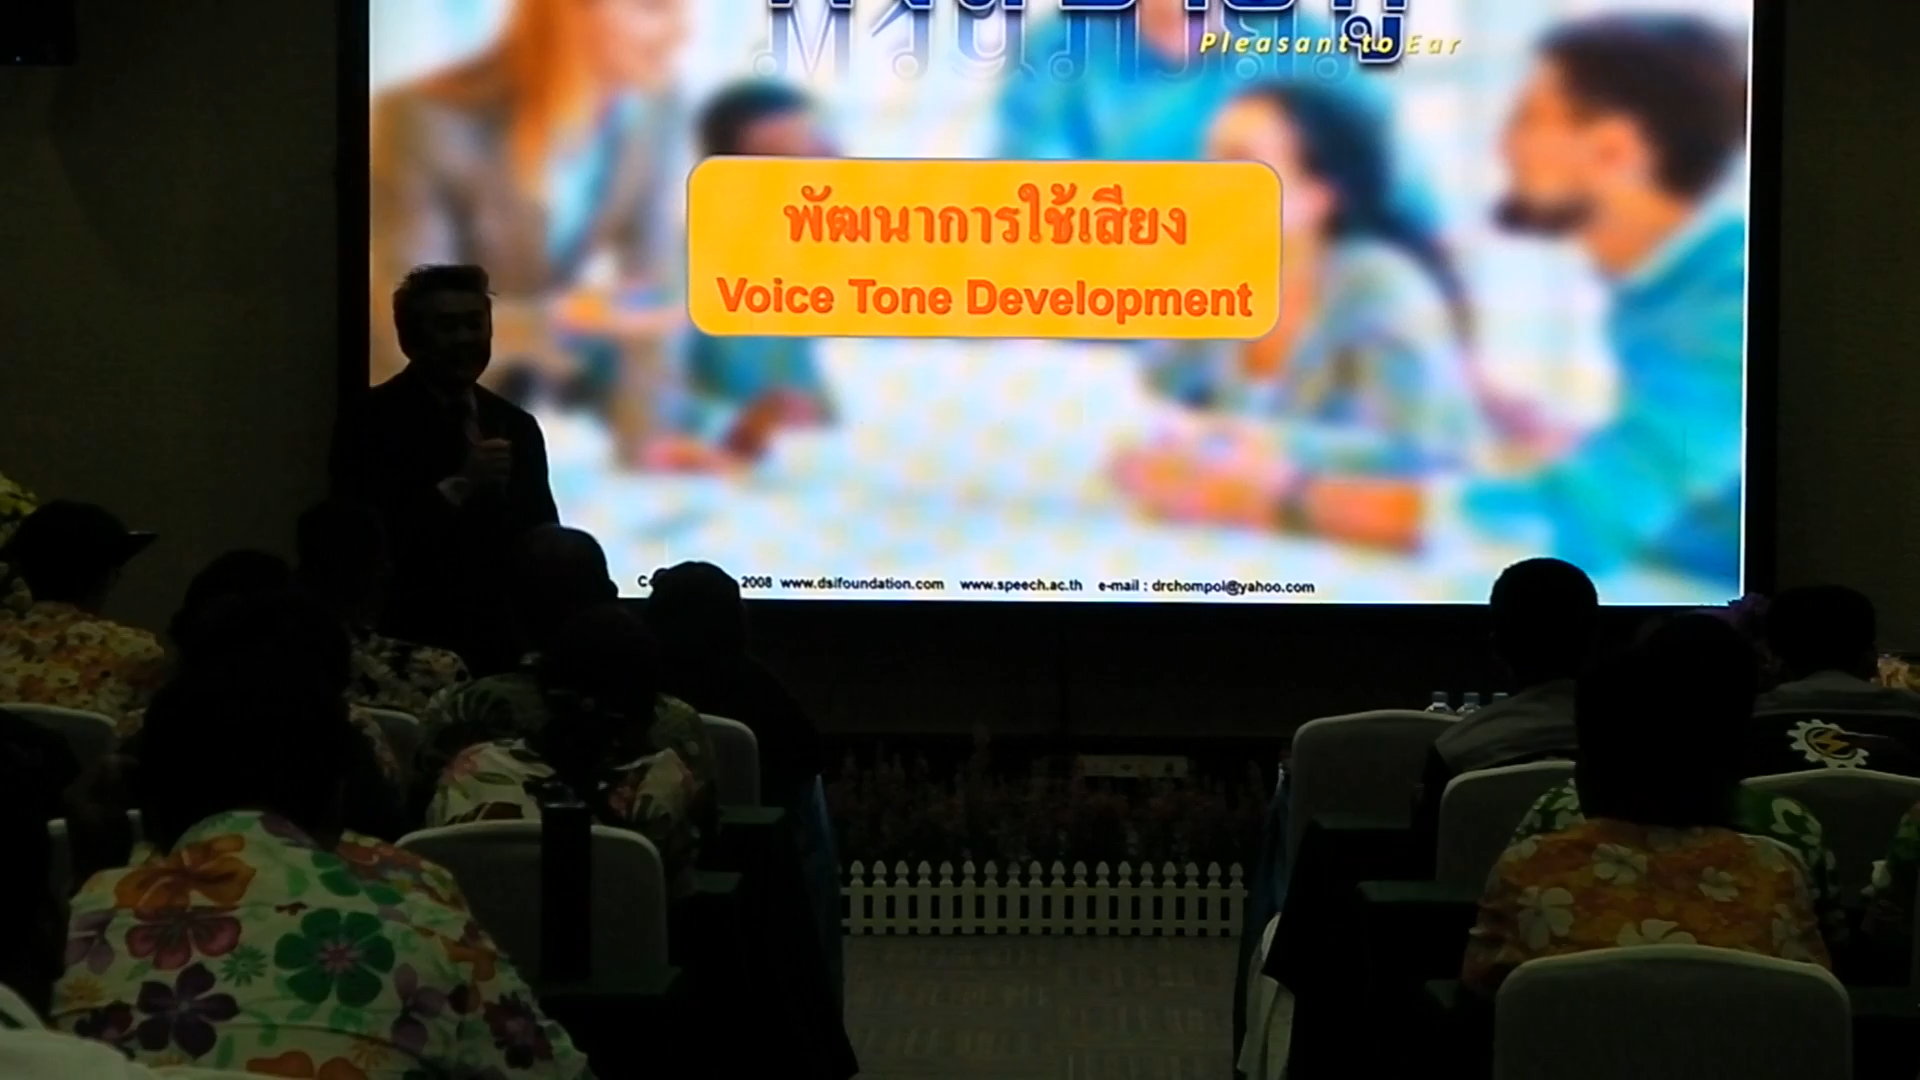 Pleasant to Ear
พัฒนาการใช้เสียง
Voice Tone Development
2008 www.dsifoundation.com www.speech.ac.th e-mail : drchompol@yahoo.com